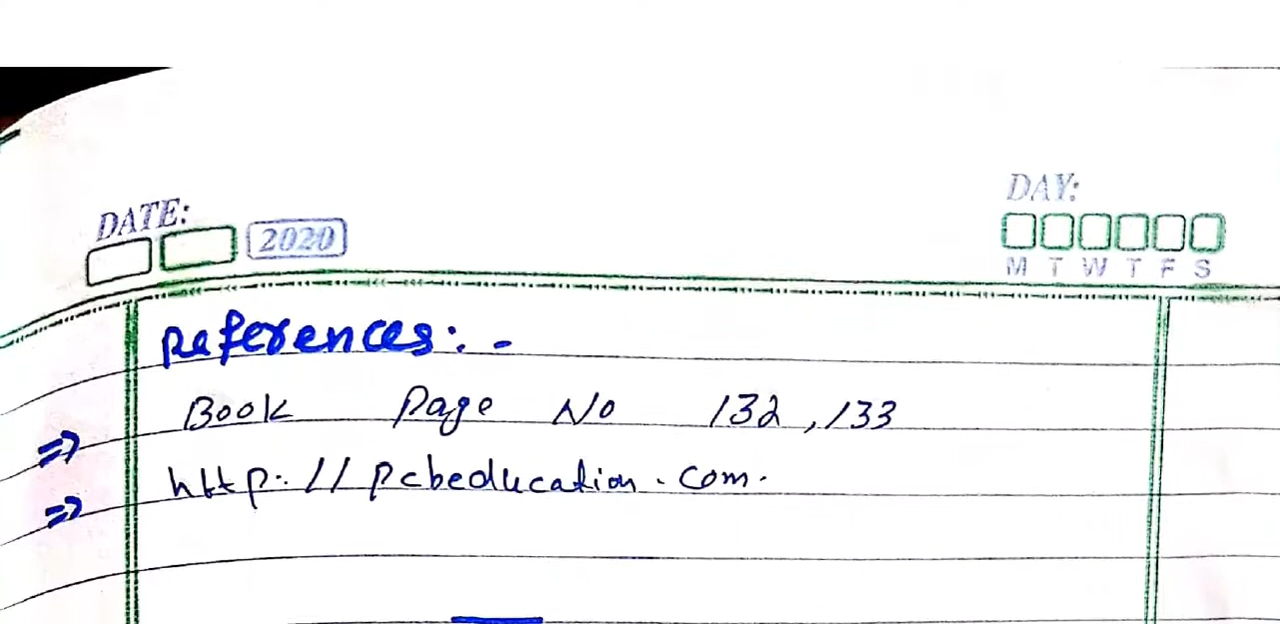 DATE:
2020
DAY:
M T W T F S
References:-
⇒ Book Page No 132, 133
⇒ http://pcbeducation.com.